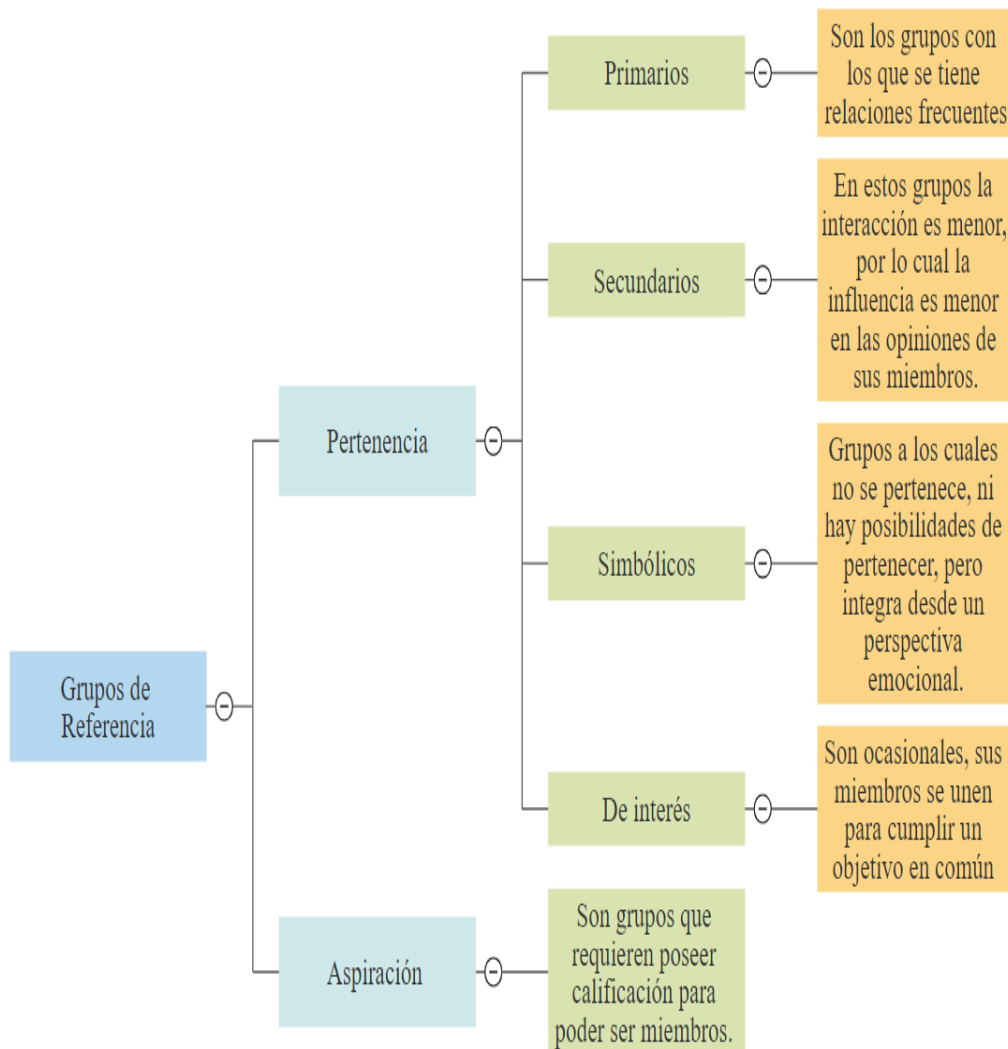 Grupos de
Referencia
Pertenencia
Primarios
Son los grupos con
los que se tiene
relaciones frecuentes
Secundarios
En estos grupos la
interacción es menor,
por lo cual la
influencia es menor
en las opiniones de
sus miembros.
Simbólicos
Grupos a los cuales
no se pertenece, ni
hay posibilidades de
pertenecer, pero
integra desde un
perspectiva
emocional.
De interés
Son ocasionales, sus
miembros se unen
para cumplir un
objetivo en común
Aspiración
Son grupos que
requieren poseer
calificación para
poder ser miembros.